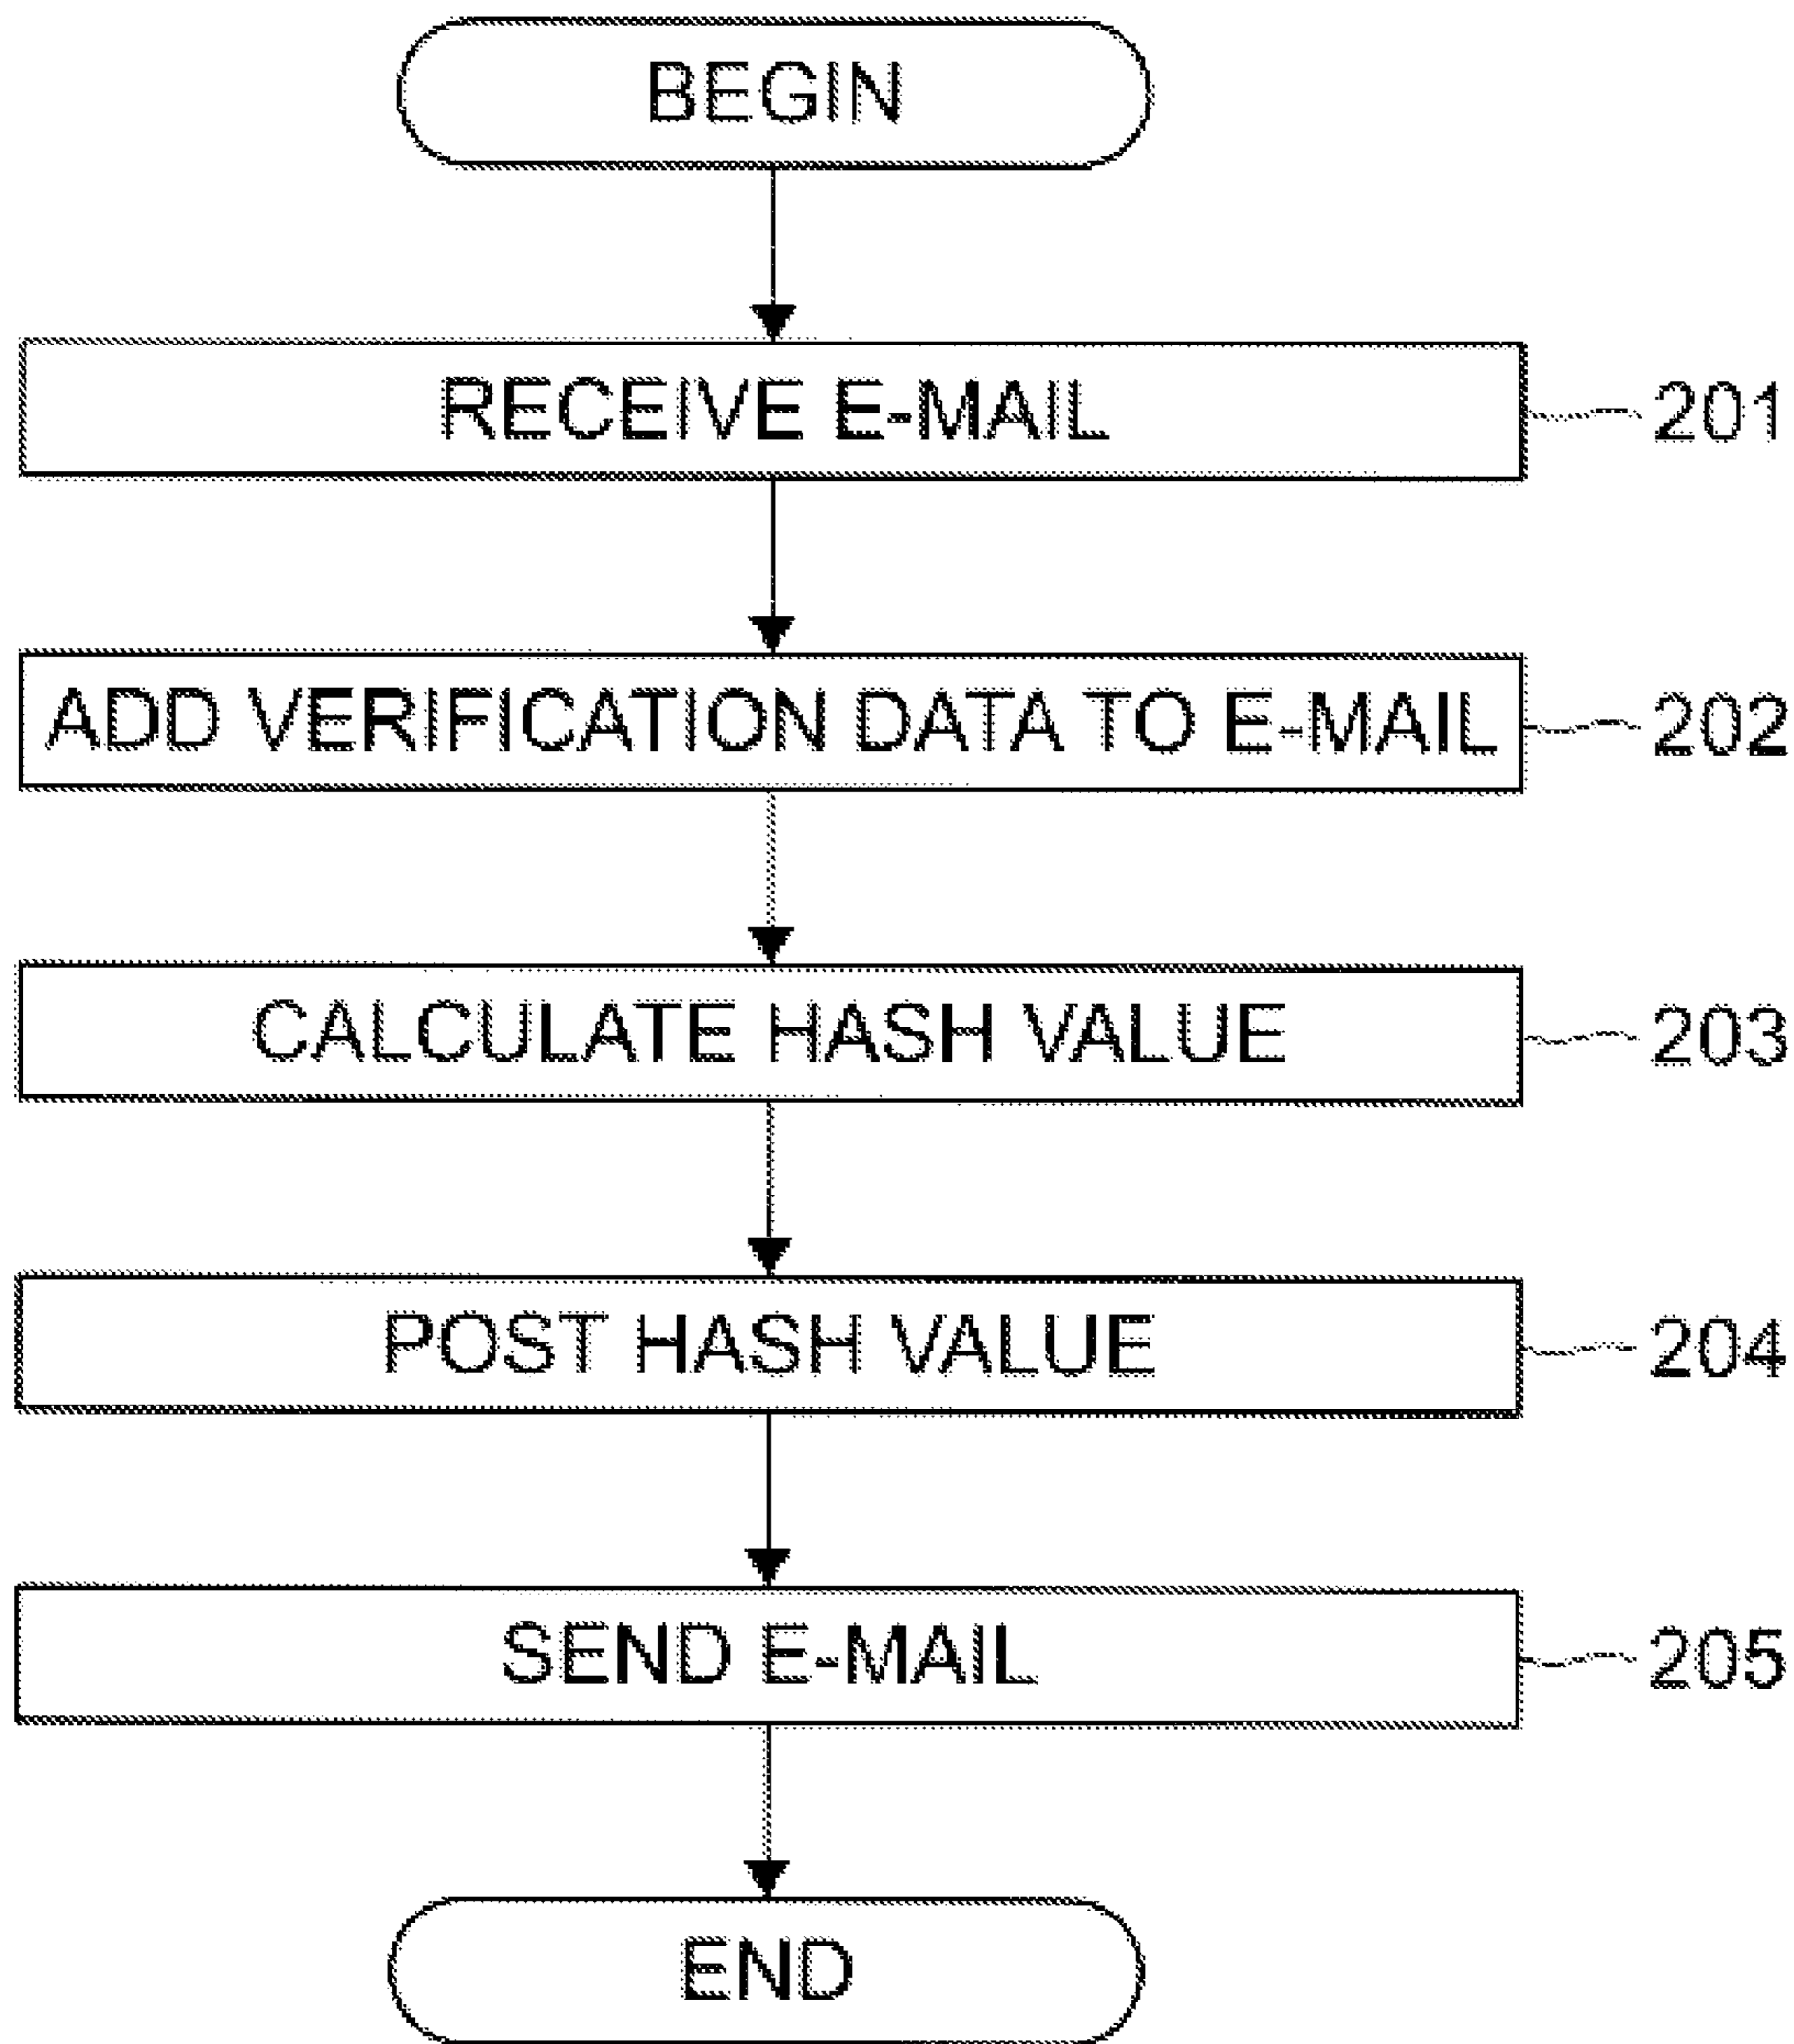 BEGIN
RECEIVE E-MAIL 201
ADD VERIFICATION DATA TO E-MAIL 202
CALCULATE HASH VALUE 203
POST HASH VALUE 204
SEND E-MAIL 205
END